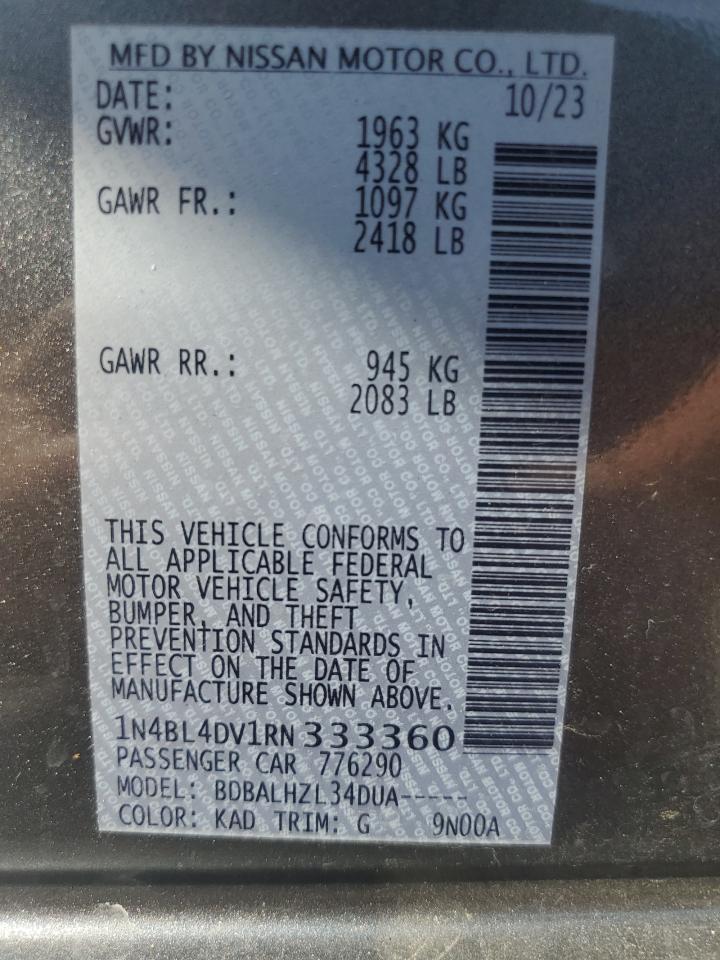 MFD BY NISSAN MOTOR CO., LTD.
DATE: 10/23
GVWR: 1963 KG
4328 LB
GAWR FR.: 1097 KG
2418 LB
GAWR RR.: 945 KG
2083 LB
THIS VEHICLE CONFORMS TO
ALL APPLICABLE FEDERAL
MOTOR VEHICLE SAFETY,
BUMPER, AND THEFT
PREVENTION STANDARDS IN
EFFECT ON THE DATE OF
MANUFACTURE SHOWN ABOVE.
1N4BL4DV1RN333360
PASSENGER CAR 776290
MODEL: BDBALHZL34DUA-----
COLOR: KAD TRIM: G 9N00A